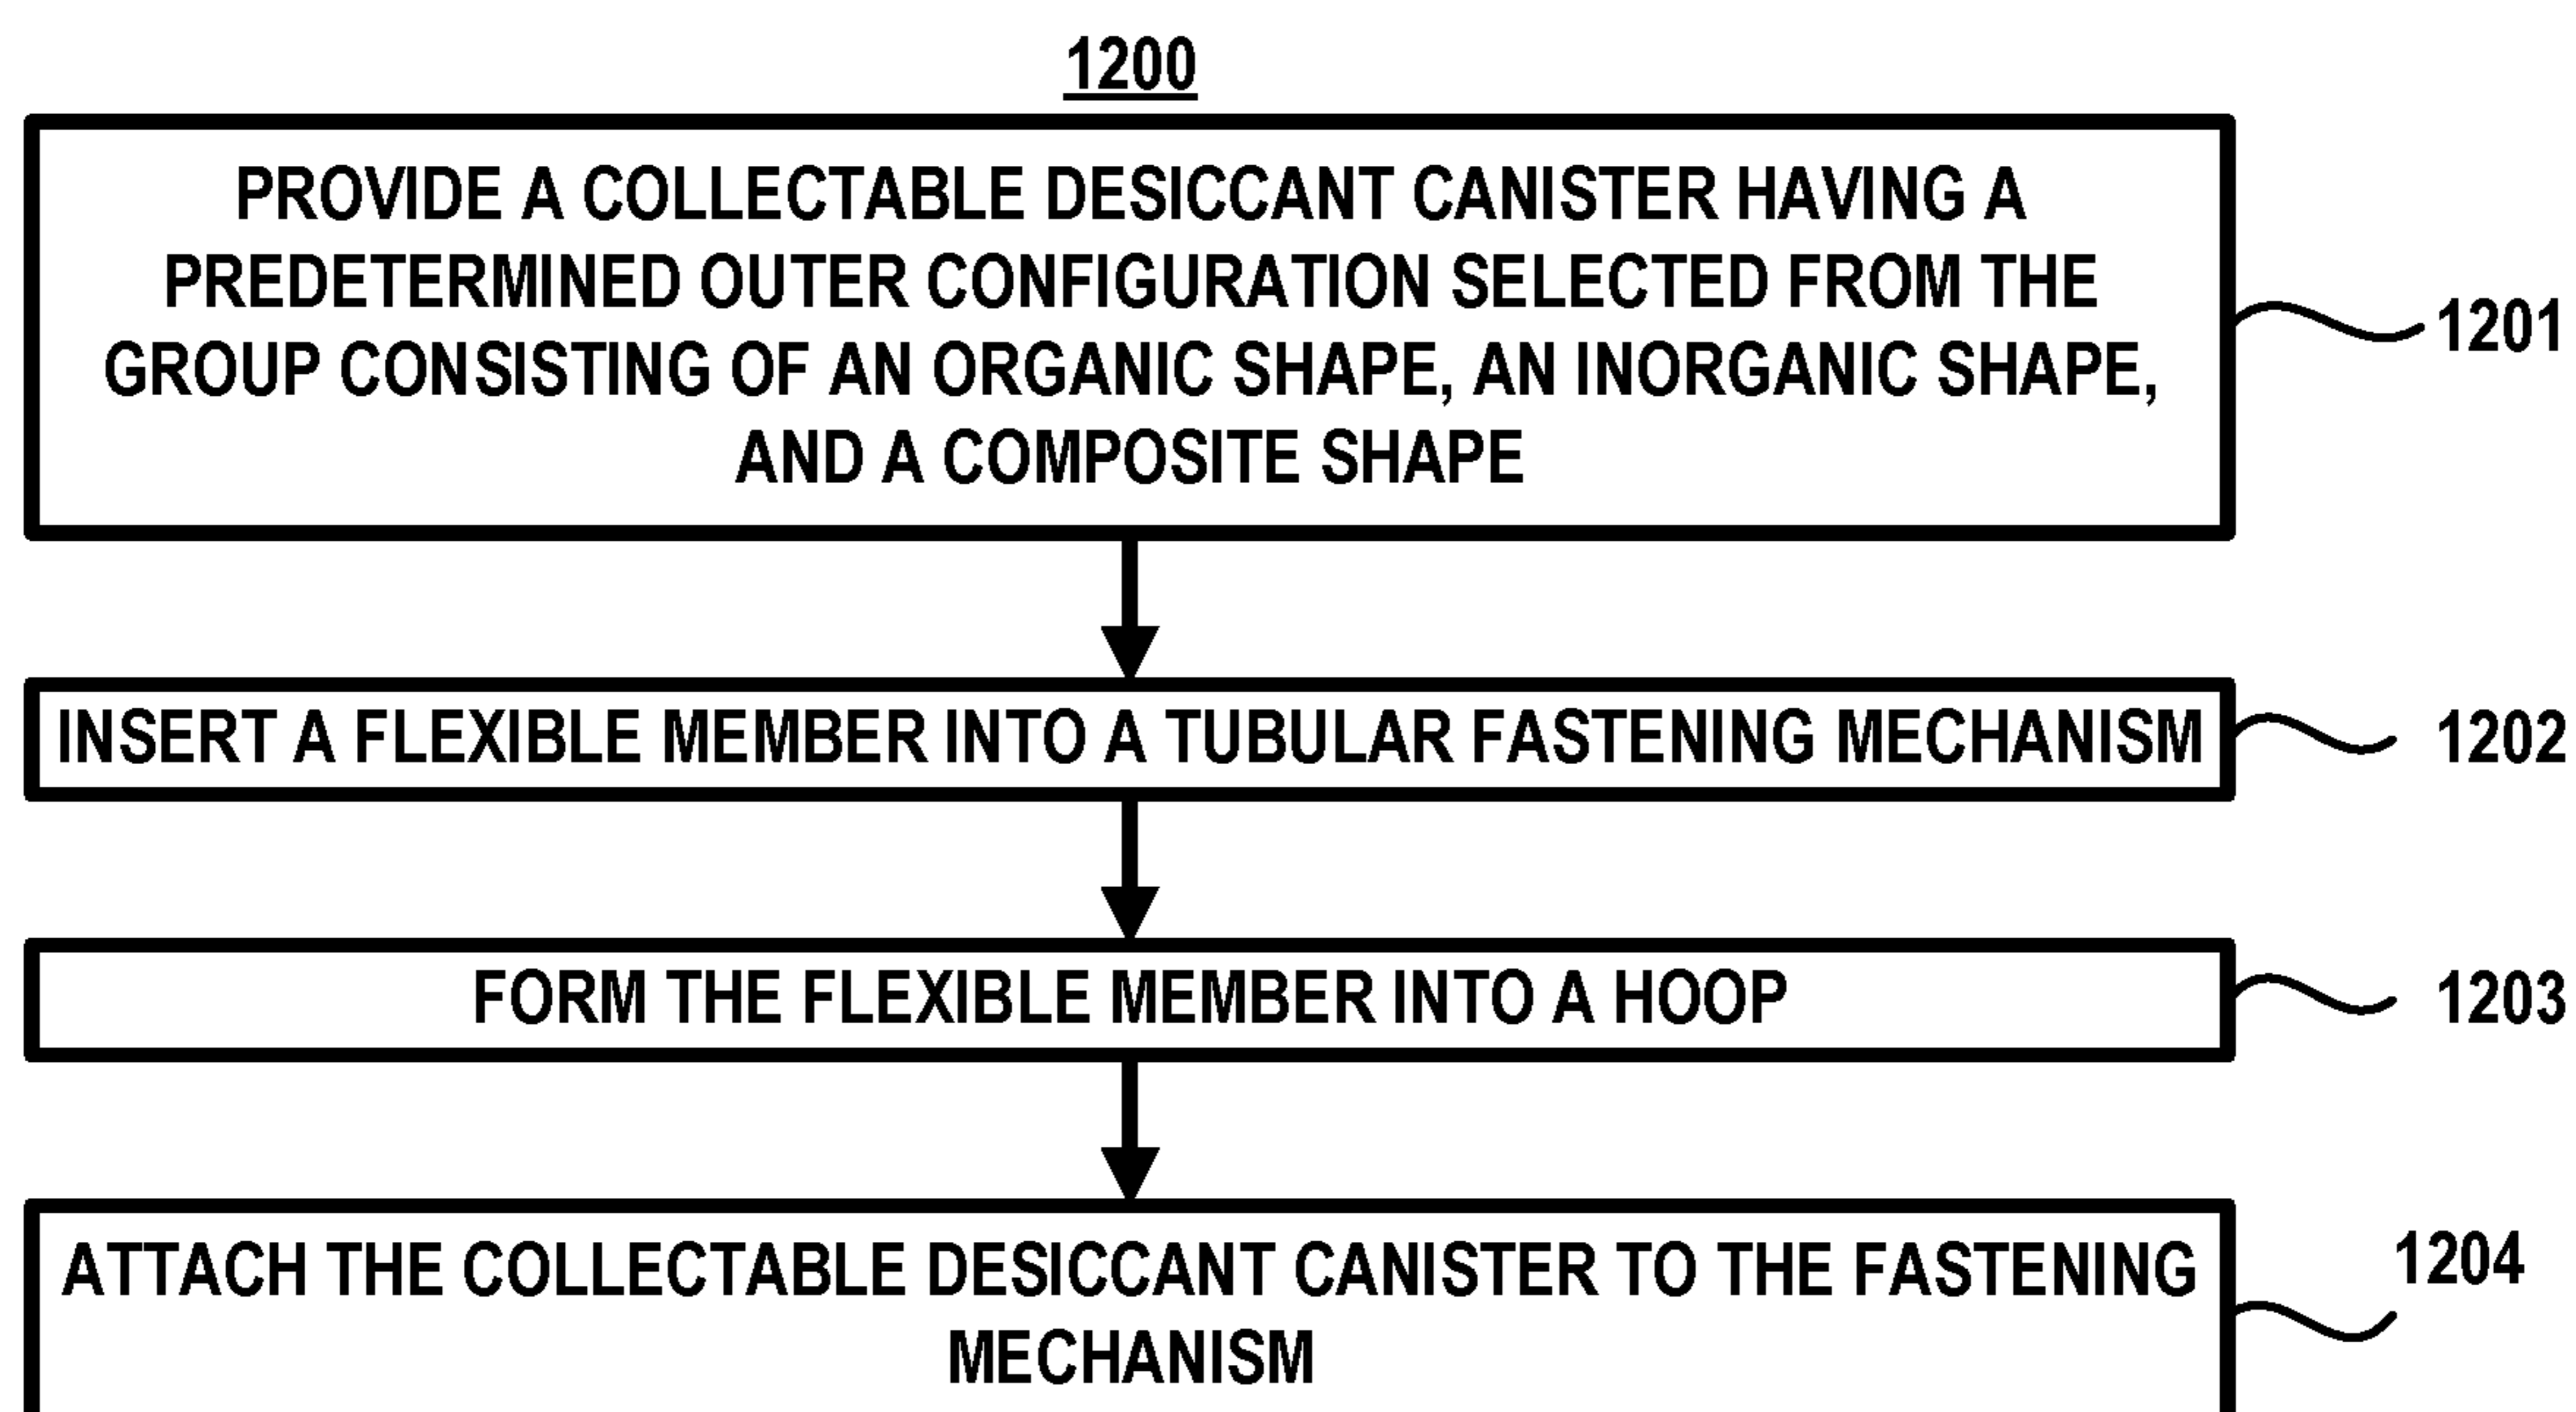 1200
PROVIDE A COLLECTABLE DESICCANT CANISTER HAVING A
PREDETERMINED OUTER CONFIGURATION SELECTED FROM THE
GROUP CONSISTING OF AN ORGANIC SHAPE, AN INORGANIC SHAPE,
AND A COMPOSITE SHAPE
1201
INSERT A FLEXIBLE MEMBER INTO A TUBULAR FASTENING MECHANISM
1202
FORM THE FLEXIBLE MEMBER INTO A HOOP
1203
ATTACH THE COLLECTABLE DESICCANT CANISTER TO THE FASTENING
MECHANISM
1204